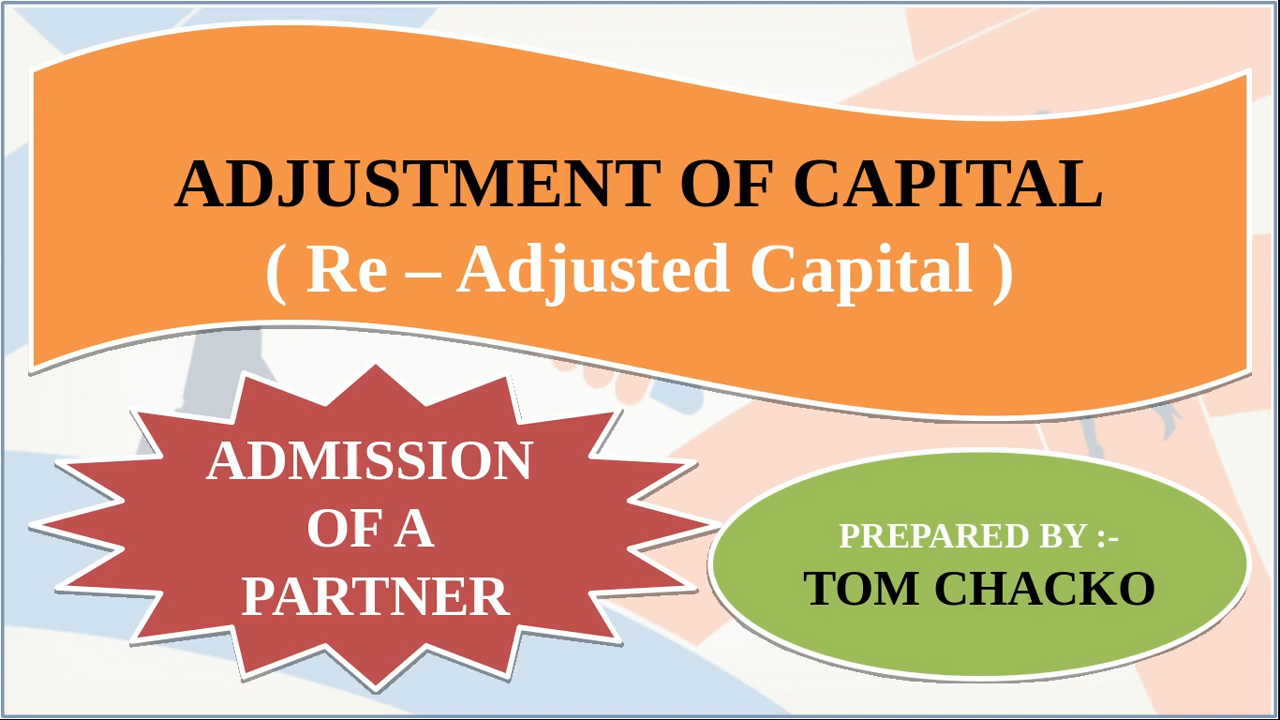 ADJUSTMENT OF CAPITAL
( Re – Adjusted Capital )
ADMISSION
OF A
PARTNER
PREPARED BY :-
TOM CHACKO